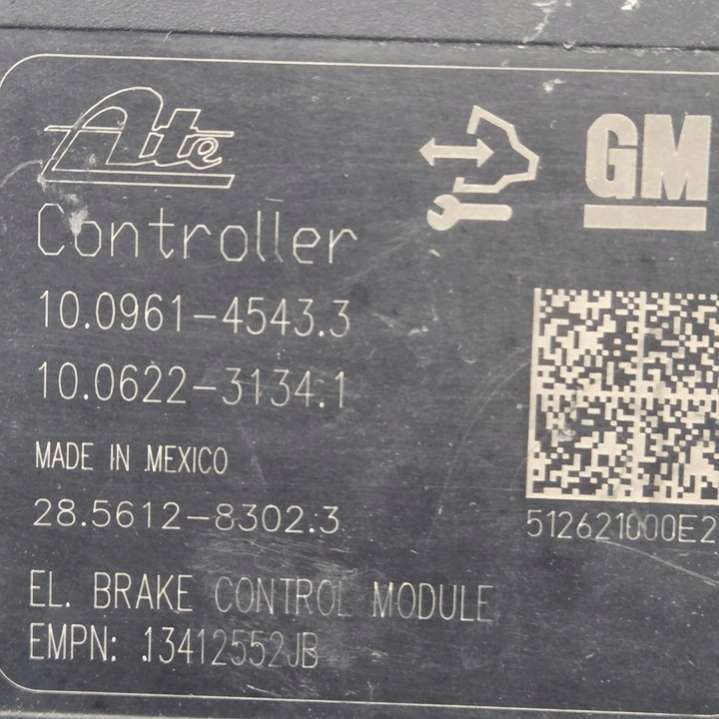 Ate
GM
Controller
10.0961-4543.3
10.0622-3134.1
MADE IN MEXICO
28.5612-8302.3
512621000E2
EL. BRAKE CONTROL MODULE
EMPN: 13412552JB